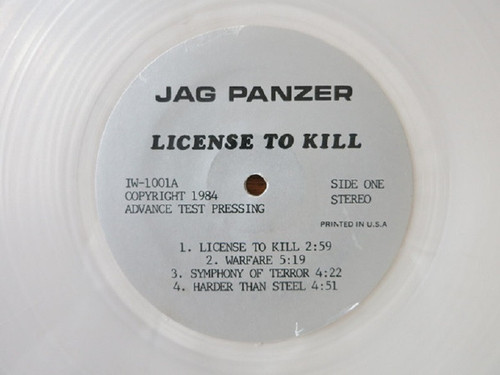 JAG PANZER
LICENSE TO KILL
IW-1001A
COPYRIGHT 1984
ADVANCE TEST PRESSING
SIDE ONE
STEREO
PRINTED IN U.S.A
1. LICENSE TO KILL 2:59
2. WARFARE 5:19
3. SYMPHONY OF TERROR 4:22
4. HARDER THAN STEEL 4:51